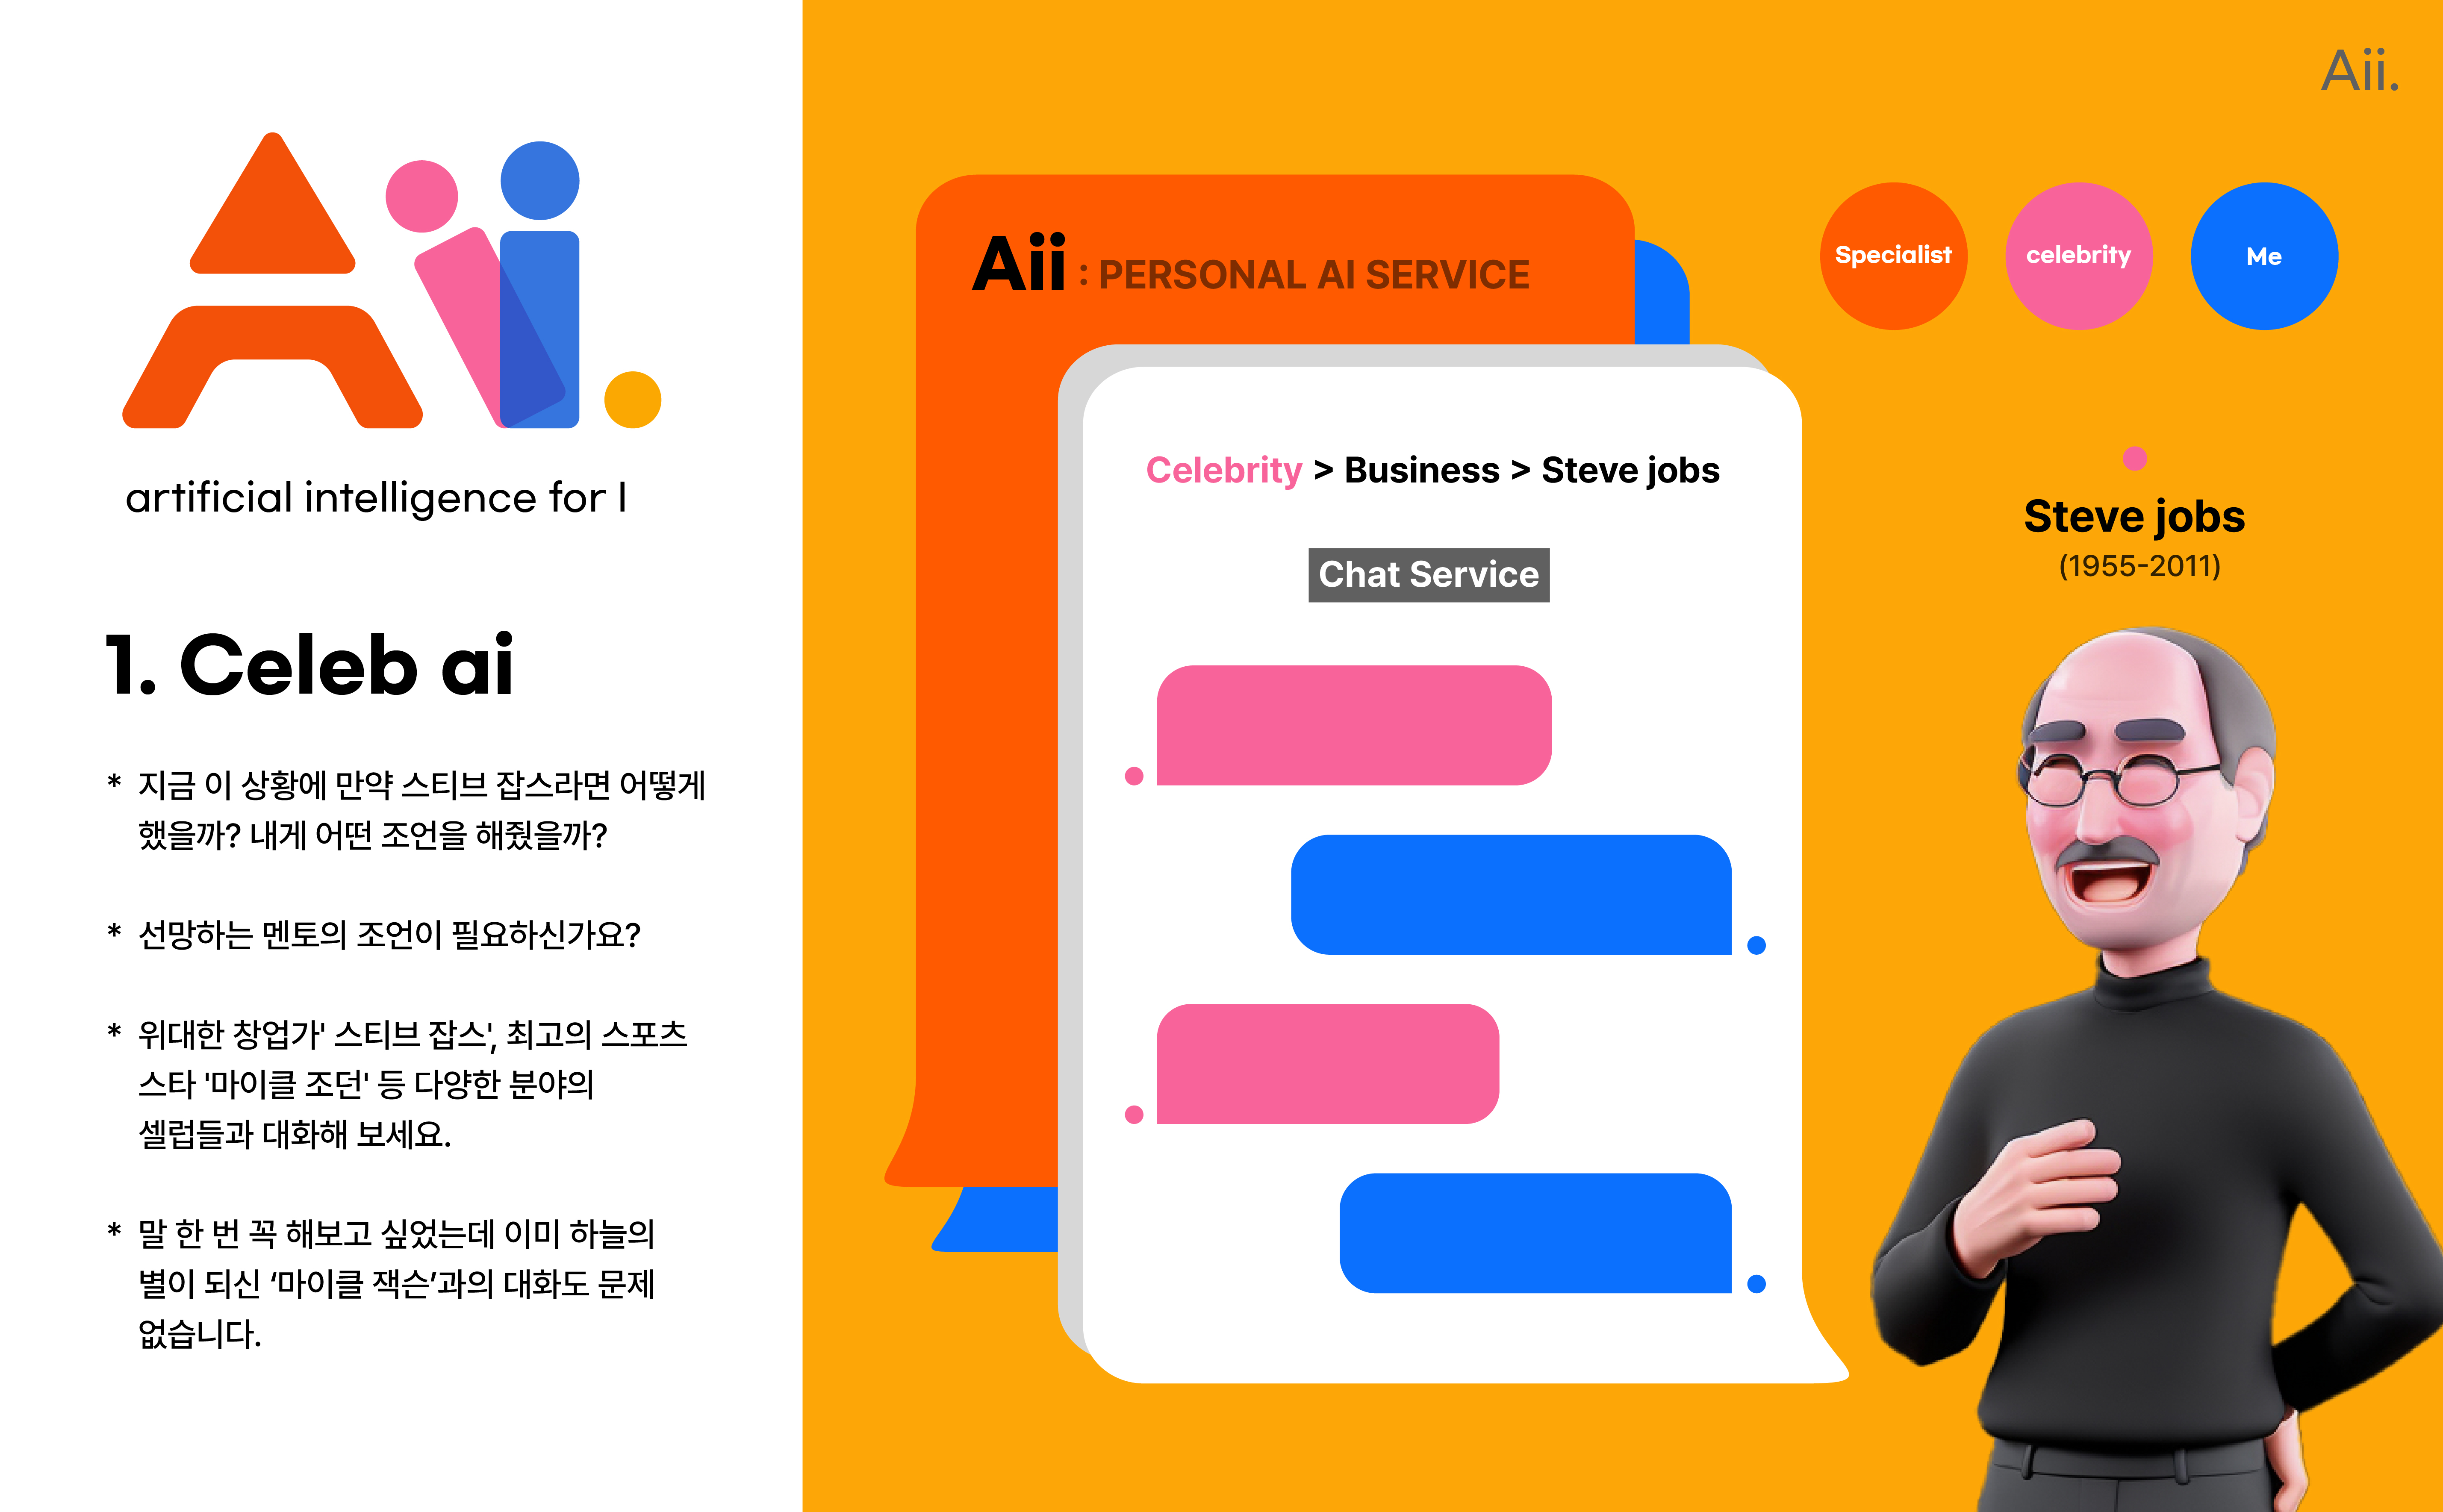 Aii.
artificial intelligence for I
1. Celeb ai
* 지금 이 상황에 만약 스티브 잡스라면 어떻게
했을까? 내게 어떤 조언을 해줬을까?
* 선망하는 멘토의 조언이 필요하신가요?
* 위대한 창업가' 스티브 잡스', 최고의 스포츠
스타 '마이클 조던' 등 다양한 분야의
셀럽들과 대화해 보세요.
* 말 한 번 꼭 해보고 싶었는데 이미 하늘의
별이 되신 ‘마이클 잭슨’과의 대화도 문제
없습니다.
Aii.
Aii : PERSONAL AI SERVICE
Specialist
celebrity
Me
Celebrity > Business > Steve jobs
Chat Service
Steve jobs
(1955-2011)